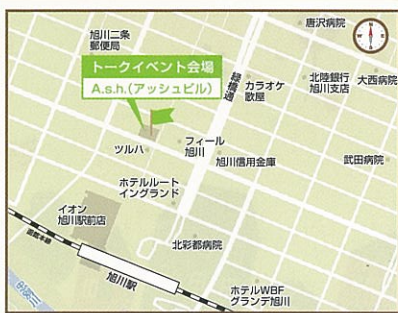 唐沢病院
旭川二条
郵便局
トークイベント会場
A.s.h.(アッシュビル)
緑橋通
カラオケ
歌屋
北陸銀行
旭川支店
大西病院
ツルハ
フィール
旭川
旭川信用金庫
武田病院
ホテルルート
イングランド
イオン
旭川駅前店
北彩都病院
旭川駅
ホテルWBF
グランデ旭川
N
W
E
S